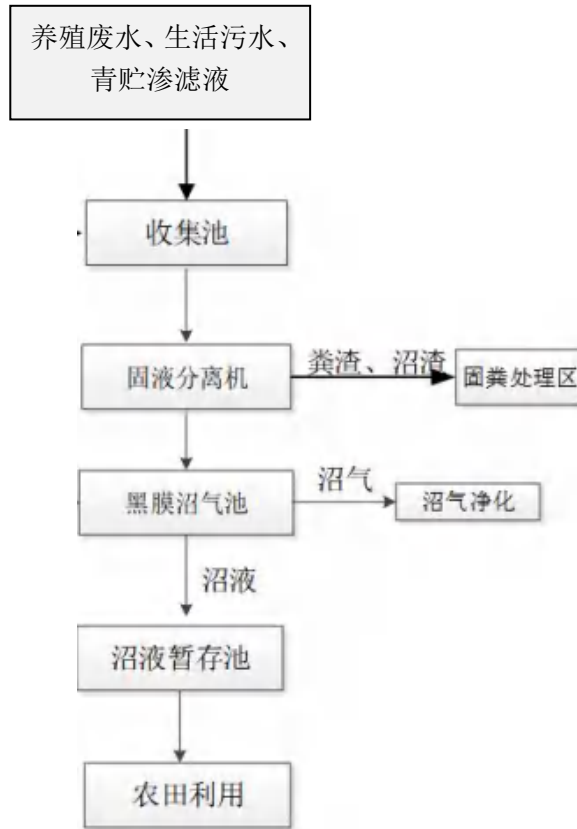 养殖废水、生活污水、
青贮渗滤液
收集池
固液分离机
粪渣、沼渣
固粪处理区
黑膜沼气池
沼气
沼气净化
沼液
沼液暂存池
农田利用